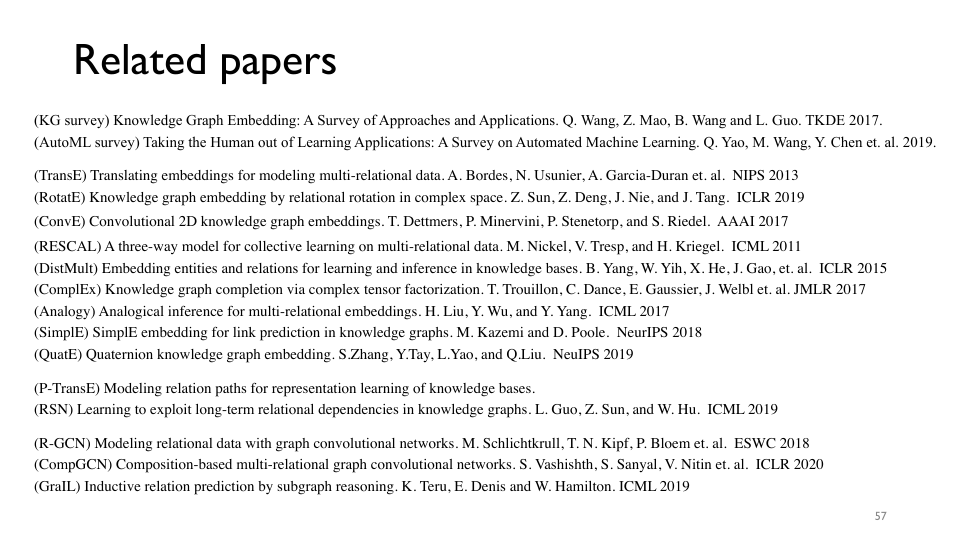 Related papers
(KG survey) Knowledge Graph Embedding: A Survey of Approaches and Applications. Q. Wang, Z. Mao, B. Wang and L. Guo. TKDE 2017.
(AutoML survey) Taking the Human out of Learning Applications: A Survey on Automated Machine Learning. Q. Yao, M. Wang, Y. Chen et. al. 2019.
(TransE) Translating embeddings for modeling multi-relational data. A. Bordes, N. Usunier, A. Garcia-Duran et. al. NIPS 2013
(RotatE) Knowledge graph embedding by relational rotation in complex space. Z. Sun, Z. Deng, J. Nie, and J. Tang. ICLR 2019
(ConvE) Convolutional 2D knowledge graph embeddings. T. Dettmers, P. Minervini, P. Stenetorp, and S. Riedel. AAAI 2017
(RESCAL) A three-way model for collective learning on multi-relational data. M. Nickel, V. Tresp, and H. Kriegel. ICML 2011
(DistMult) Embedding entities and relations for learning and inference in knowledge bases. B. Yang, W. Yih, X. He, J. Gao, et. al. ICLR 2015
(ComplEx) Knowledge graph completion via complex tensor factorization. T. Trouillon, C. Dance, E. Gaussier, J. Welbl et. al. JMLR 2017
(Analogy) Analogical inference for multi-relational embeddings. H. Liu, Y. Wu, and Y. Yang. ICML 2017
(SimplE) SimplE embedding for link prediction in knowledge graphs. M. Kazemi and D. Poole. NeurIPS 2018
(QuatE) Quaternion knowledge graph embedding. S.Zhang, Y.Tay, L.Yao, and Q.Liu. NeuIPS 2019
(P-TransE) Modeling relation paths for representation learning of knowledge bases.
(RSN) Learning to exploit long-term relational dependencies in knowledge graphs. L. Guo, Z. Sun, and W. Hu. ICML 2019
(R-GCN) Modeling relational data with graph convolutional networks. M. Schlichtkrull, T. N. Kipf, P. Bloem et. al. ESWC 2018
(CompGCN) Composition-based multi-relational graph convolutional networks. S. Vashishth, S. Sanyal, V. Nitin et. al. ICLR 2020
(GraIL) Inductive relation prediction by subgraph reasoning. K. Teru, E. Denis and W. Hamilton. ICML 2019
57